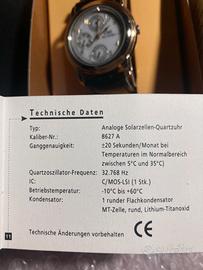 Technische Daten
Typ: Analoge Solarzellen-Quartzuhr
Kaliber-Nr.: 8627 A
Ganggenauigkeit: ±20 Sekunden/Monat bei
Temperaturen im Normalbereich
zwischen 5°C und 35°C)
Quarzoszillator-Frequenz: 32.768 Hz
IC: C/MOS-LSI (1 Stk.)
Betriebstemperatur: -10°C bis +60°C
Kondensator: 1 runder Flachkondensator
MT-Zelle, rund, Lithium-Titanoxid
Technische Änderungen vorbehalten CE
11